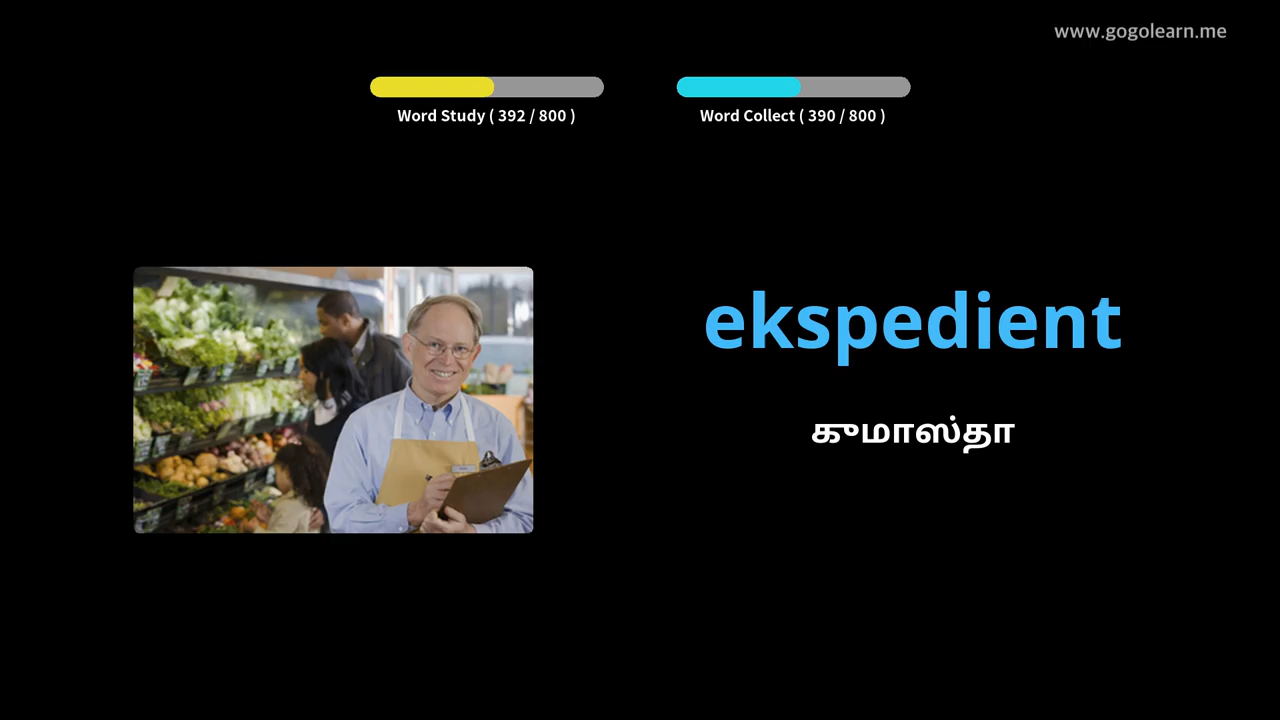 www.gogolearn.me
Word Study ( 392 / 800 )
Word Collect ( 390 / 800 )
ekspedient
குமாஸ்தா